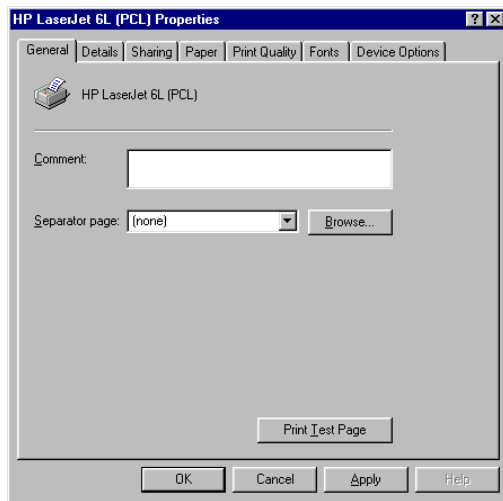 HP LaserJet 6L (PCL) Properties
General Details Sharing Paper Print Quality Fonts Device Options
HP LaserJet 6L (PCL)
Comment:
Separator page: (none) Browse...
Print Test Page
OK Cancel Apply Help